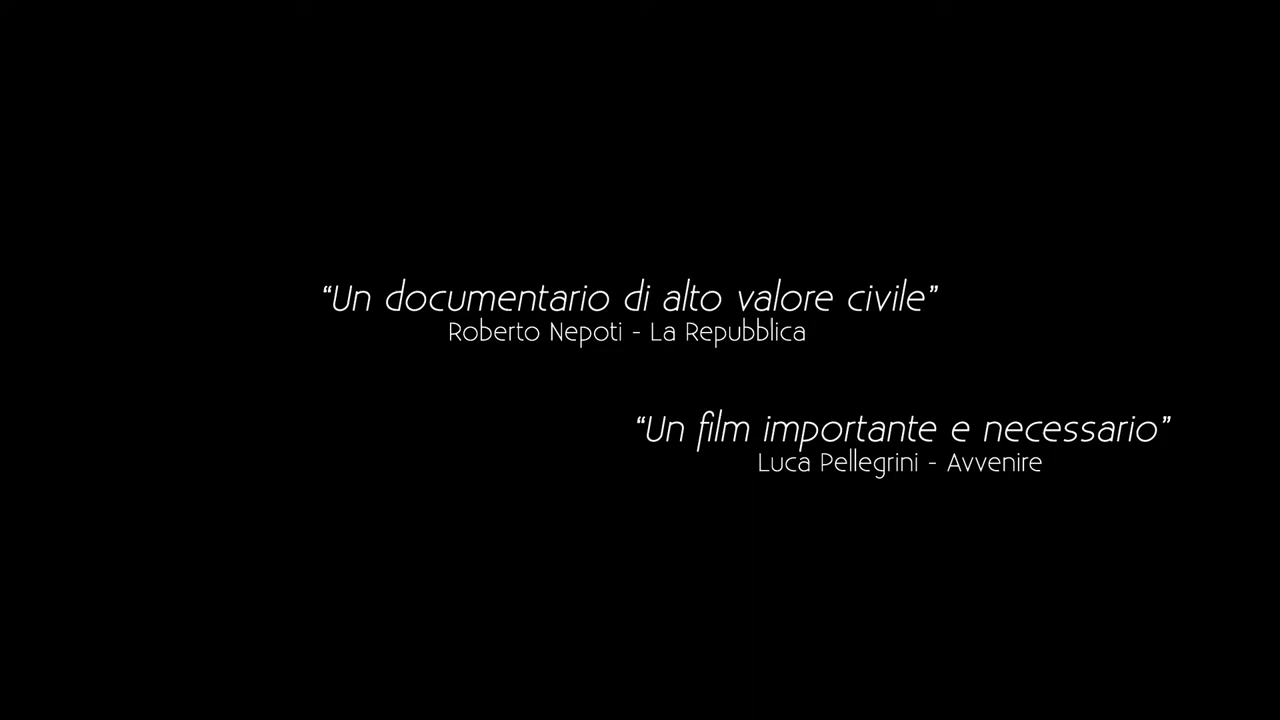 “Un documentario di alto valore civile”
Roberto Nepoti - La Repubblica
“Un film importante e necessario”
Luca Pellegrini - Avvenire